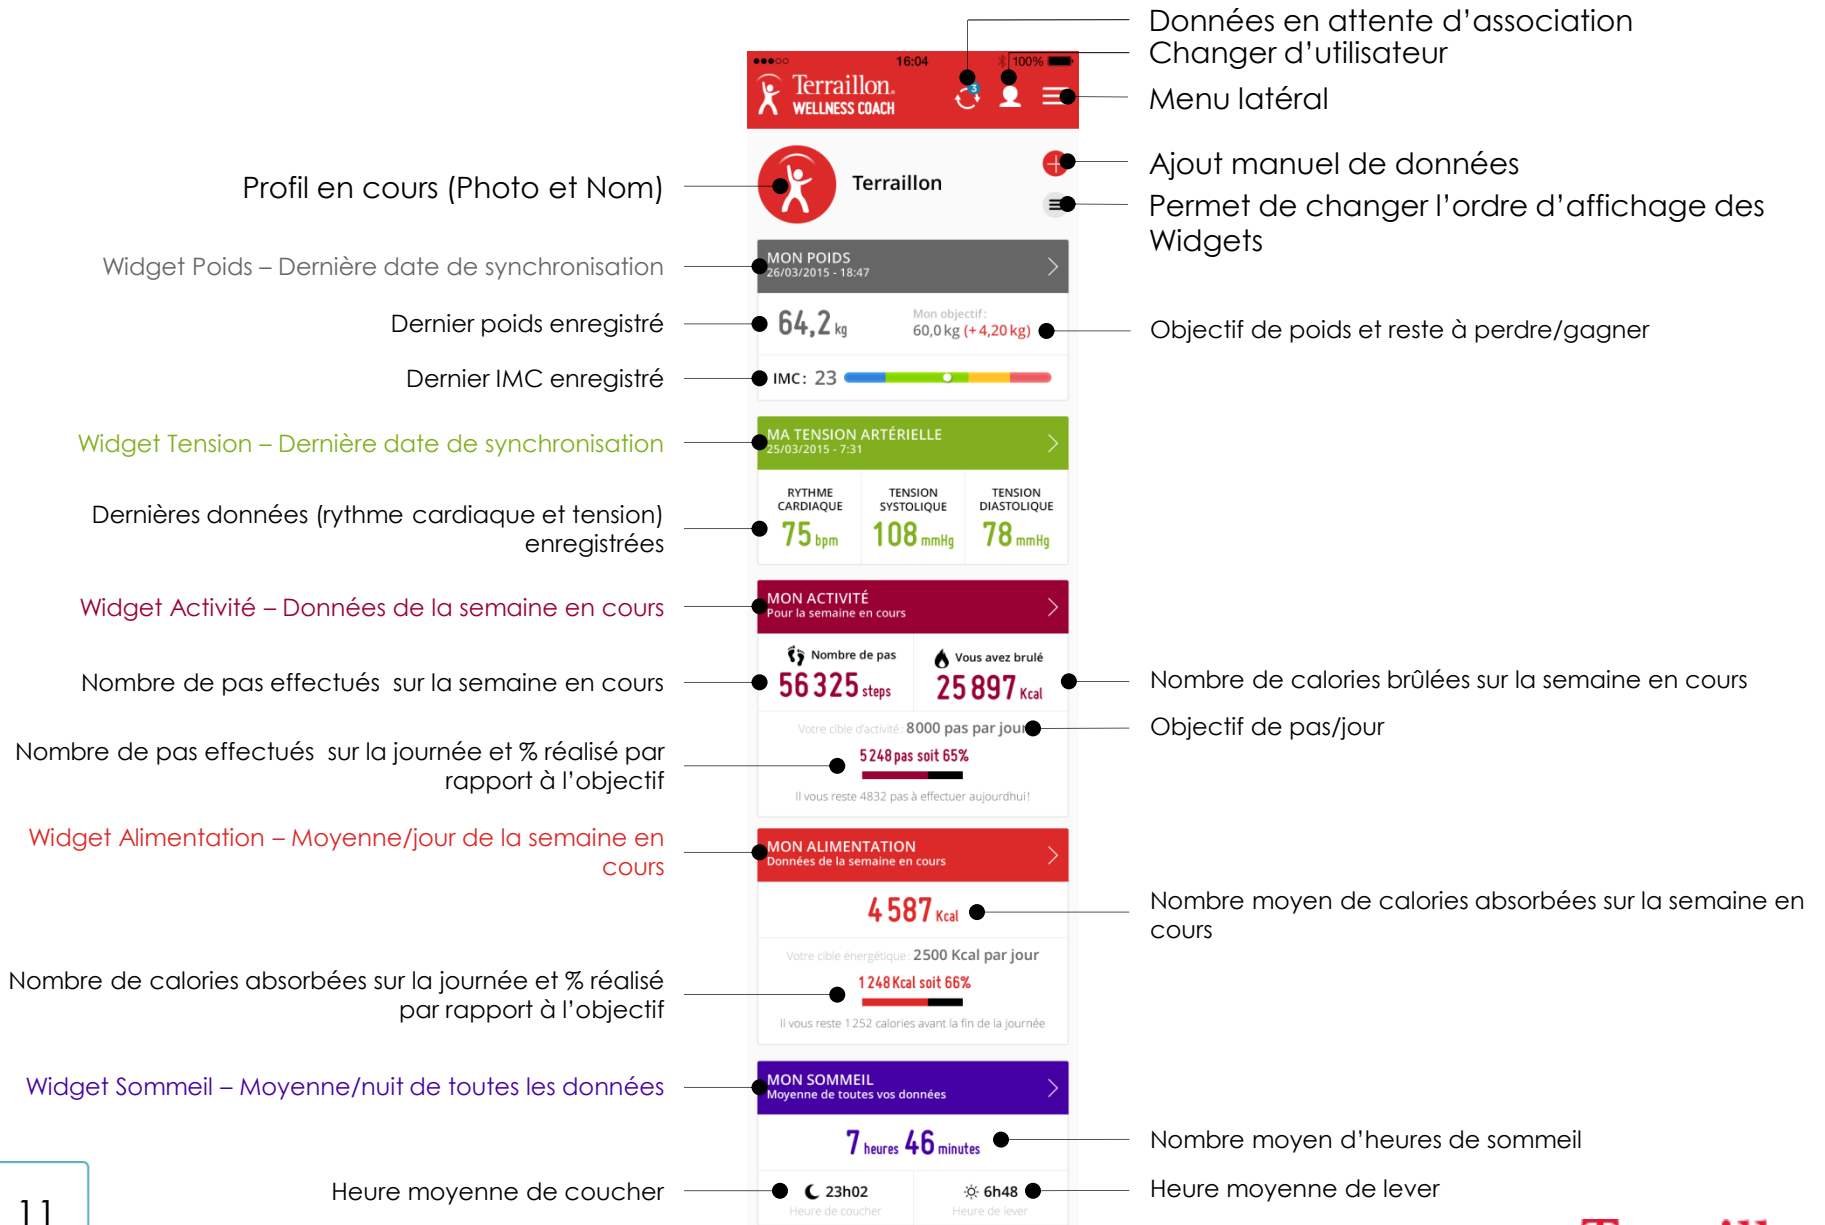 Données en attente d’association
Changer d’utilisateur
16:04
100%
Terraillon.
WELLNESS COACH
3
Menu latéral
Ajout manuel de données
Profil en cours (Photo et Nom)
Terraillon
Permet de changer l’ordre d’affichage des
Widgets
Widget Poids – Dernière date de synchronisation
MON POIDS
26/03/2015 - 18:47
Dernier poids enregistré
64,2 kg
Mon objectif :
60,0 kg (+ 4,20 kg)
Objectif de poids et reste à perdre/gagner
Dernier IMC enregistré
IMC : 23
Widget Tension – Dernière date de synchronisation
MA TENSION ARTÉRIELLE
25/03/2015 - 7:31
Dernières données (rythme cardiaque et tension)
enregistrées
RYTHME
CARDIAQUE
75 bpm
TENSION
SYSTOLIQUE
108 mmHg
TENSION
DIASTOLIQUE
78 mmHg
Widget Activité – Données de la semaine en cours
MON ACTIVITÉ
Pour la semaine en cours
Nombre de pas effectués  sur la semaine en cours
Nombre de pas
56 325 steps
Vous avez brulé
25 897 Kcal
Nombre de calories brûlées sur la semaine en cours
Votre cible d’activité : 8000 pas par jour
Objectif de pas/jour
Nombre de pas effectués  sur la journée et % réalisé par
rapport à l’objectif
5 248 pas soit 65%
Il vous reste 4832 pas à effectuer aujourdhui !
Widget Alimentation – Moyenne/jour de la semaine en
cours
MON ALIMENTATION
Données de la semaine en cours
4 587 Kcal
Nombre moyen de calories absorbées sur la semaine en
cours
Votre cible énergétique : 2500 Kcal par jour
Nombre de calories absorbées sur la journée et % réalisé
par rapport à l’objectif
1 248 Kcal soit 66%
Il vous reste 1 252 calories avant la fin de la journée
Widget Sommeil – Moyenne/nuit de toutes les données
MON SOMMEIL
Moyenne de toutes vos données
7 heures 46 minutes
Nombre moyen d’heures de sommeil
Heure moyenne de coucher
23h02
Heure de coucher
6h48
Heure de lever
Heure moyenne de lever
11